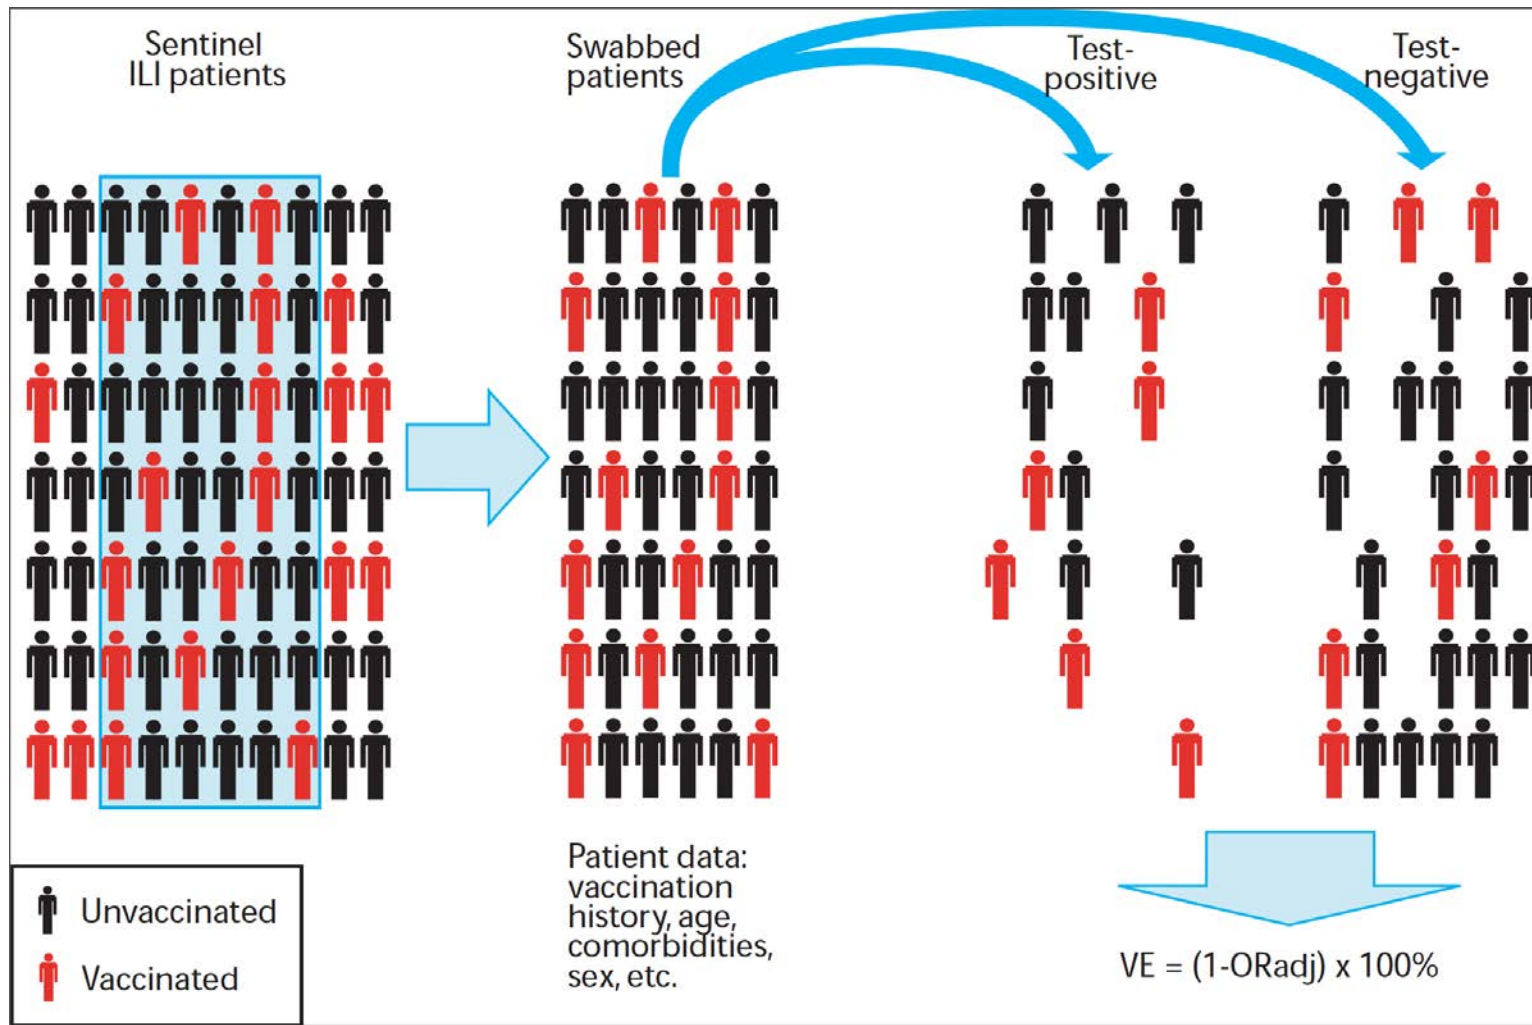 Sentinel
ILI patients
Swabbed
patients
Test-
positive
Test-
negative
Patient data:
vaccination
history, age,
comorbidities,
sex, etc.
Unvaccinated
Vaccinated
VE = (1-ORadj) x 100%